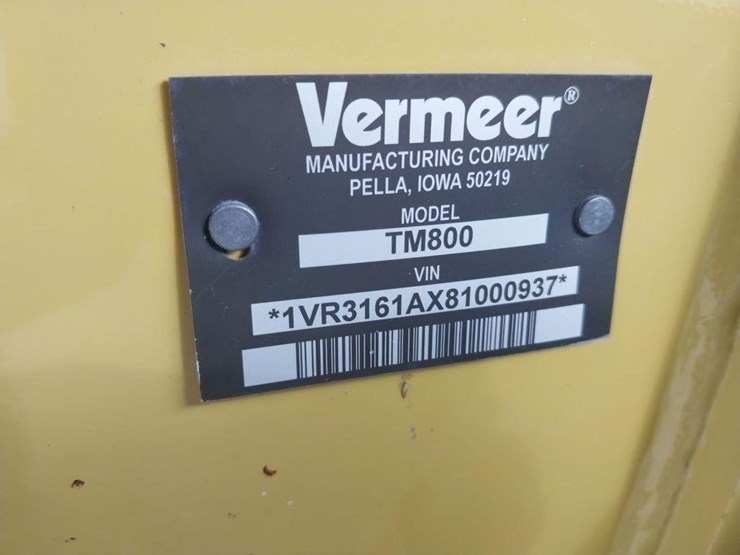 Vermeer®
MANUFACTURING COMPANY
PELLA, IOWA 50219
MODEL
TM800
VIN
*1VR3161AX81000937*